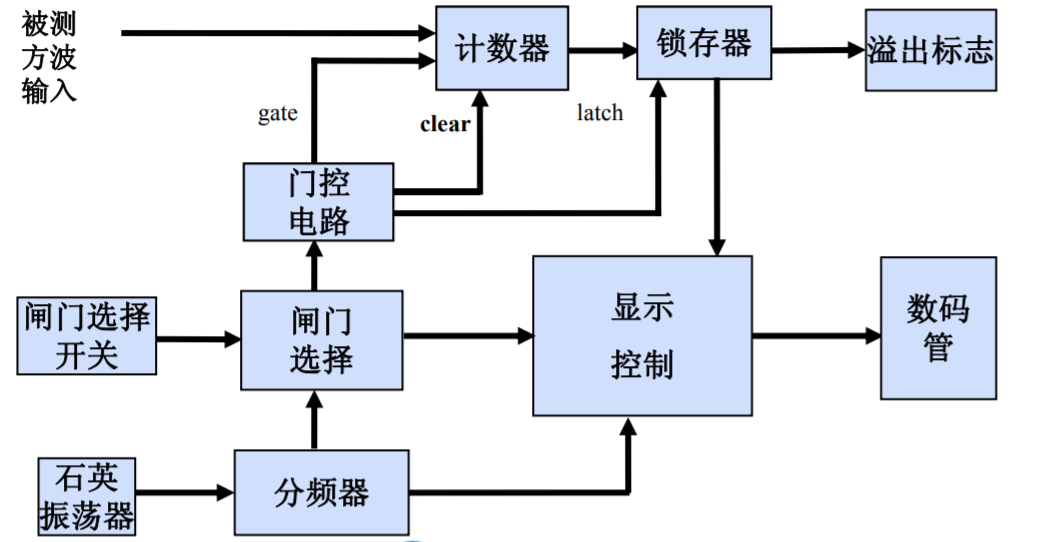 被测
方波
输入
计数器
锁存器
溢出标志
gate
clear
latch
门控
电路
闸门选择
开关
闸门
选择
显示
控制
数码
管
石英
振荡器
分频器